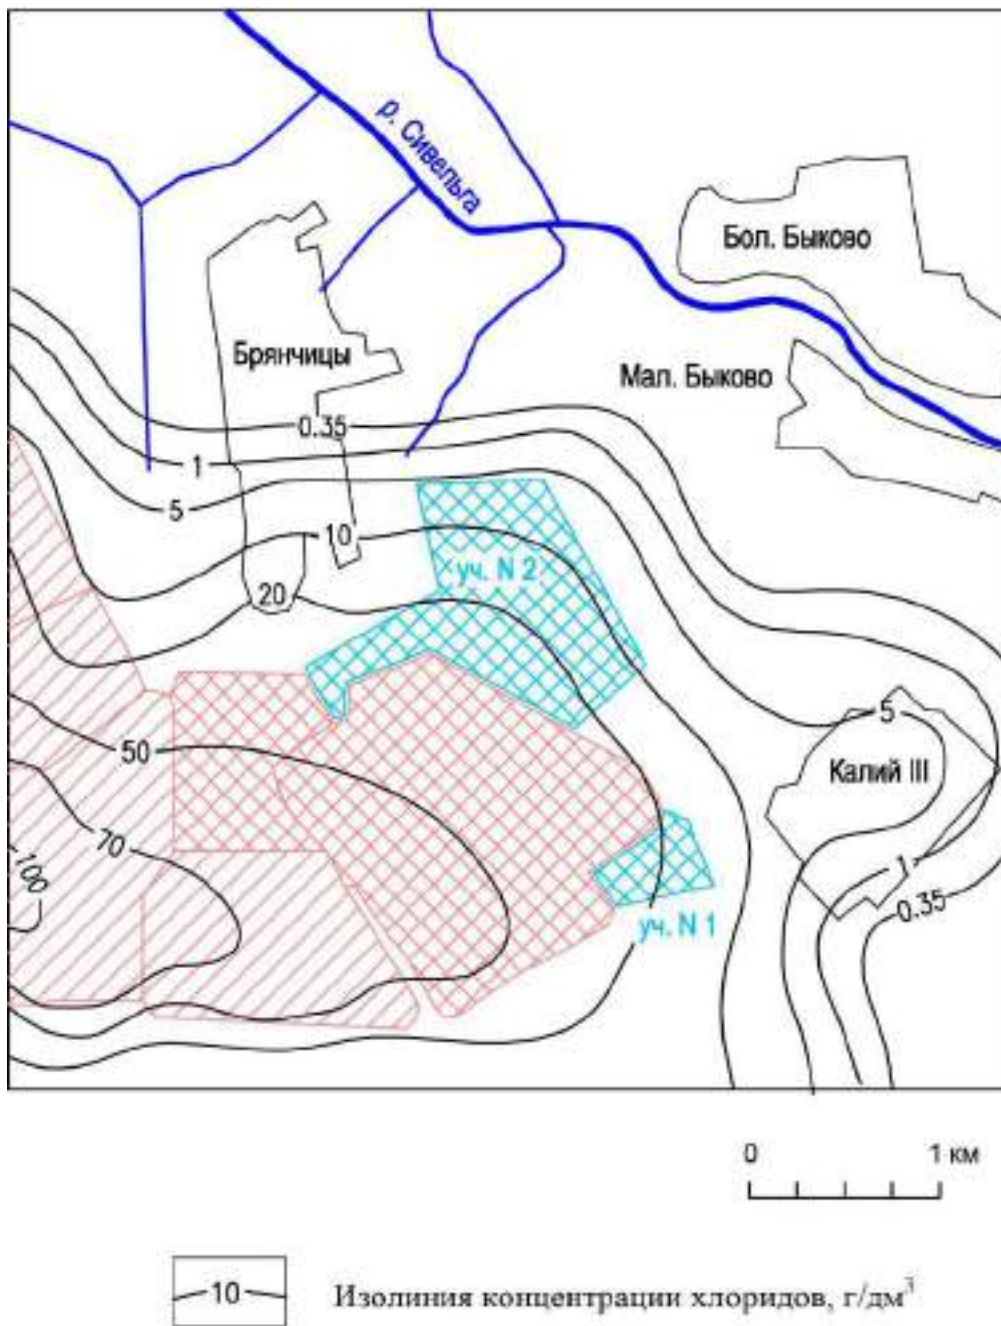 р. Сивельга
Бол. Быково
Брянчицы
Мал. Быково
0.35
1
5
10
уч. N 2
20
5
50
Калий III
70
1
100
0.35
уч. N 1
0 1 км
10 Изолиния концентрации хлоридов, г/дм³